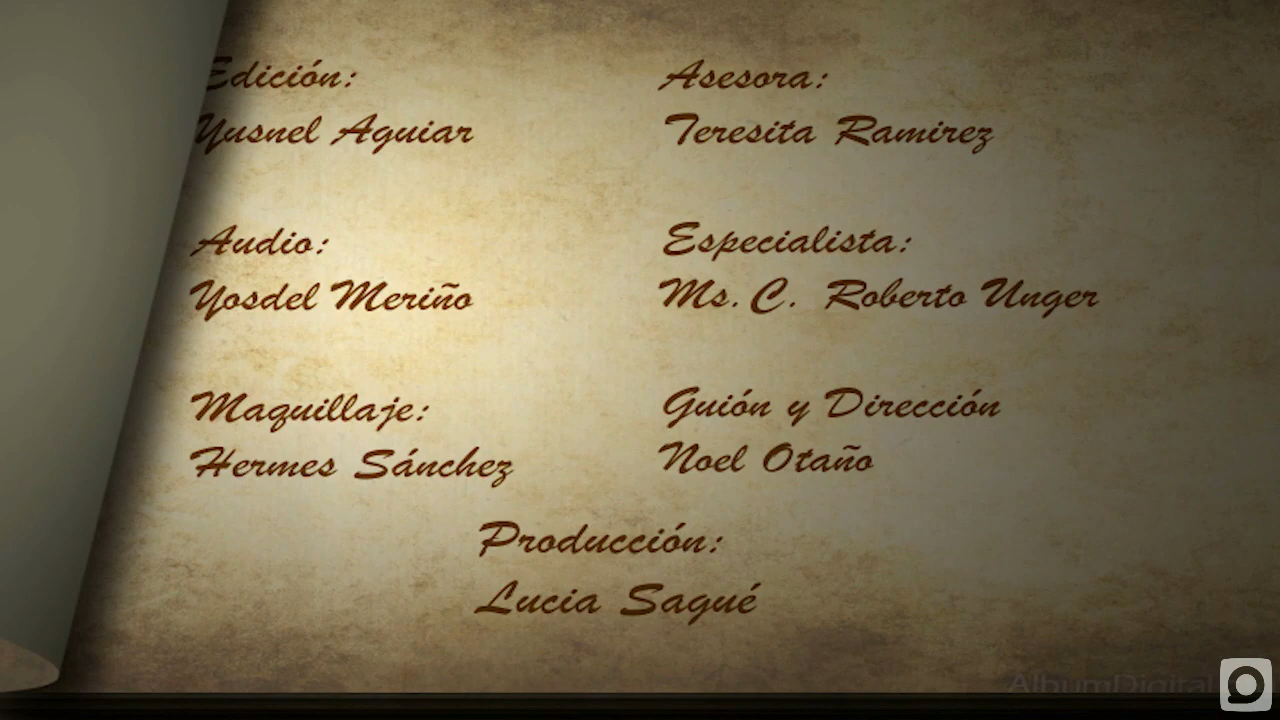 Edición:
Yusnel Aguiar
Audio:
Yosdel Meriño
Maquillaje:
Hermes Sánchez
Asesora:
Teresita Ramirez
Especialista:
Ms. C. Roberto Unger
Guión y Dirección
Noel Otaño
Producción:
Lucia Sagué
AlbumDigital